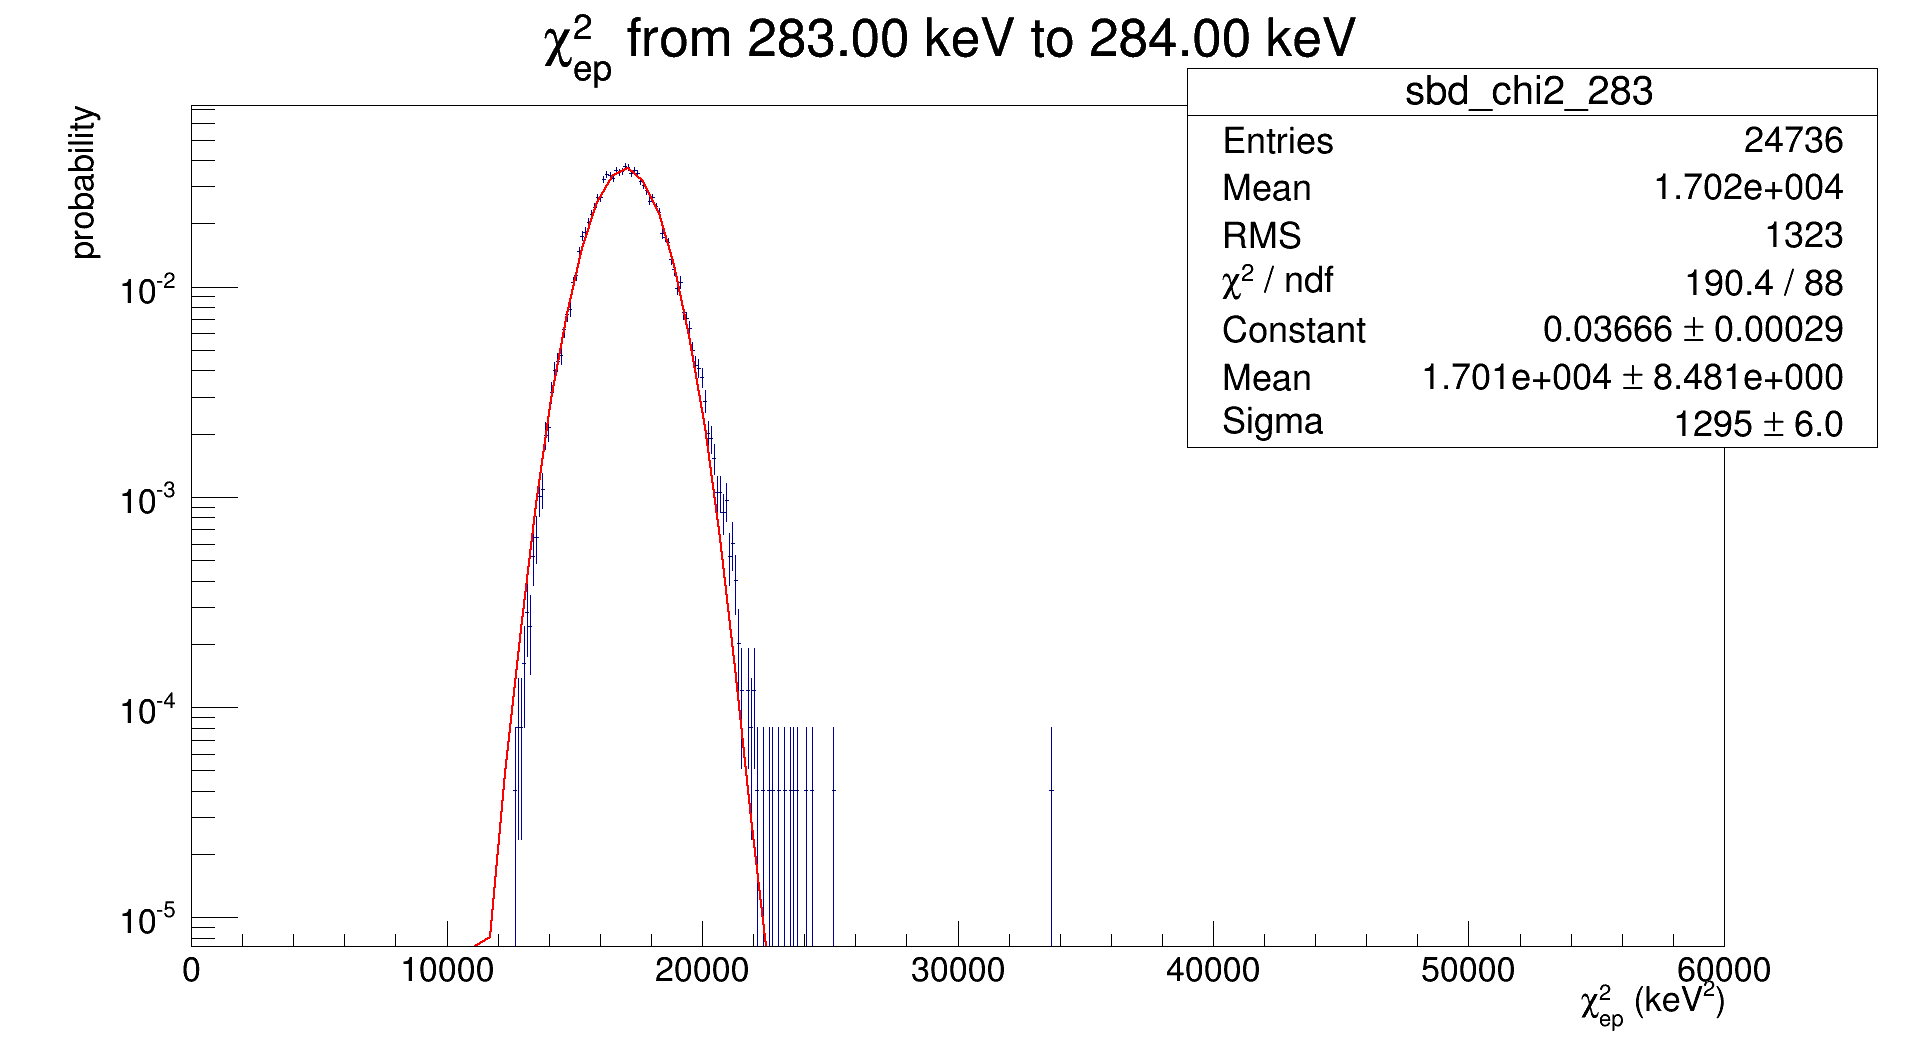 χ²ep from 283.00 keV to 284.00 keV
sbd_chi2_283
Entries 24736
Mean 1.702e+004
RMS 1323
χ² / ndf 190.4 / 88
Constant 0.03666 ± 0.00029
Mean 1.701e+004 ± 8.481e+000
Sigma 1295 ± 6.0
probability
10⁻²
10⁻³
10⁻⁴
10⁻⁵
0 10000 20000 30000 40000 50000 60000
χ²ep (keV²)